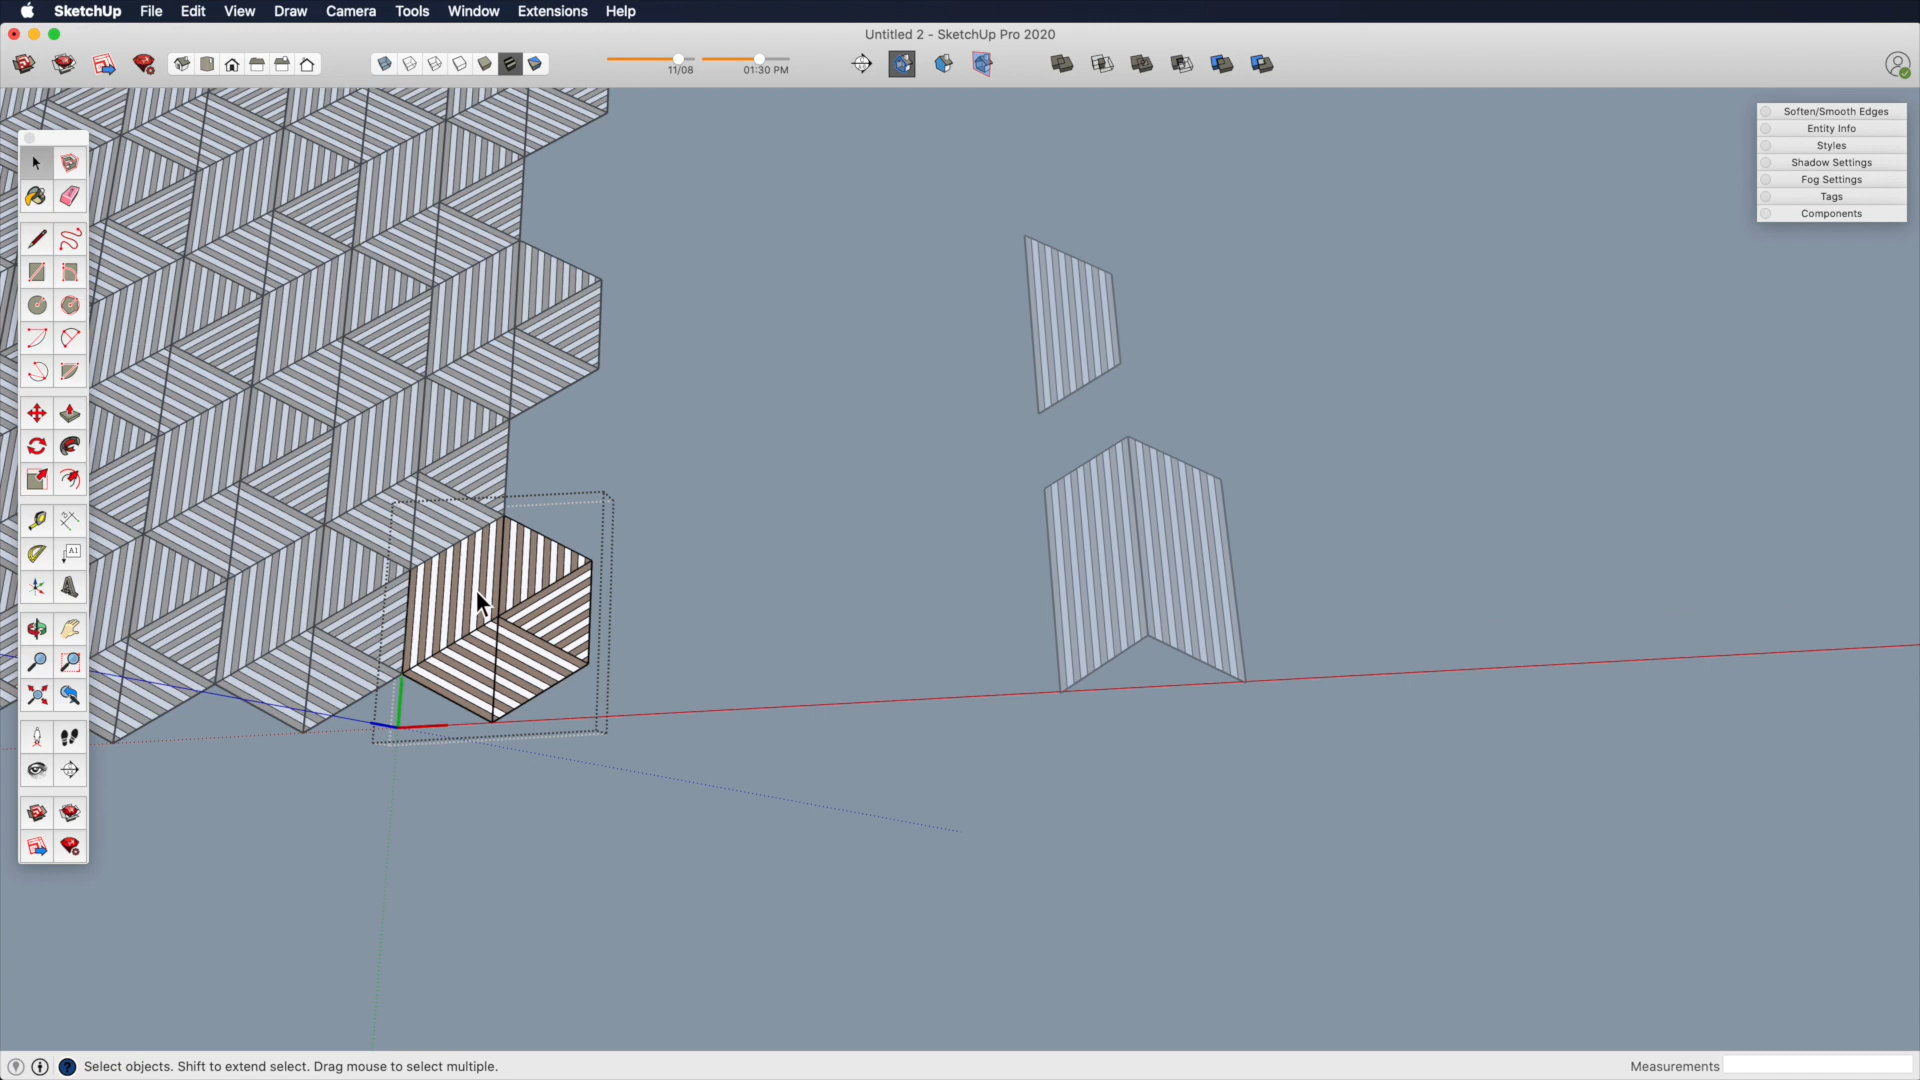 SketchUp File Edit View Draw Camera Tools Window Extensions Help
Untitled 2 - SketchUp Pro 2020
11/08
01:30 PM
Soften/Smooth Edges
Entity Info
Styles
Shadow Settings
Fog Settings
Tags
Components
A1
Select objects. Shift to extend select. Drag mouse to select multiple.
Measurements